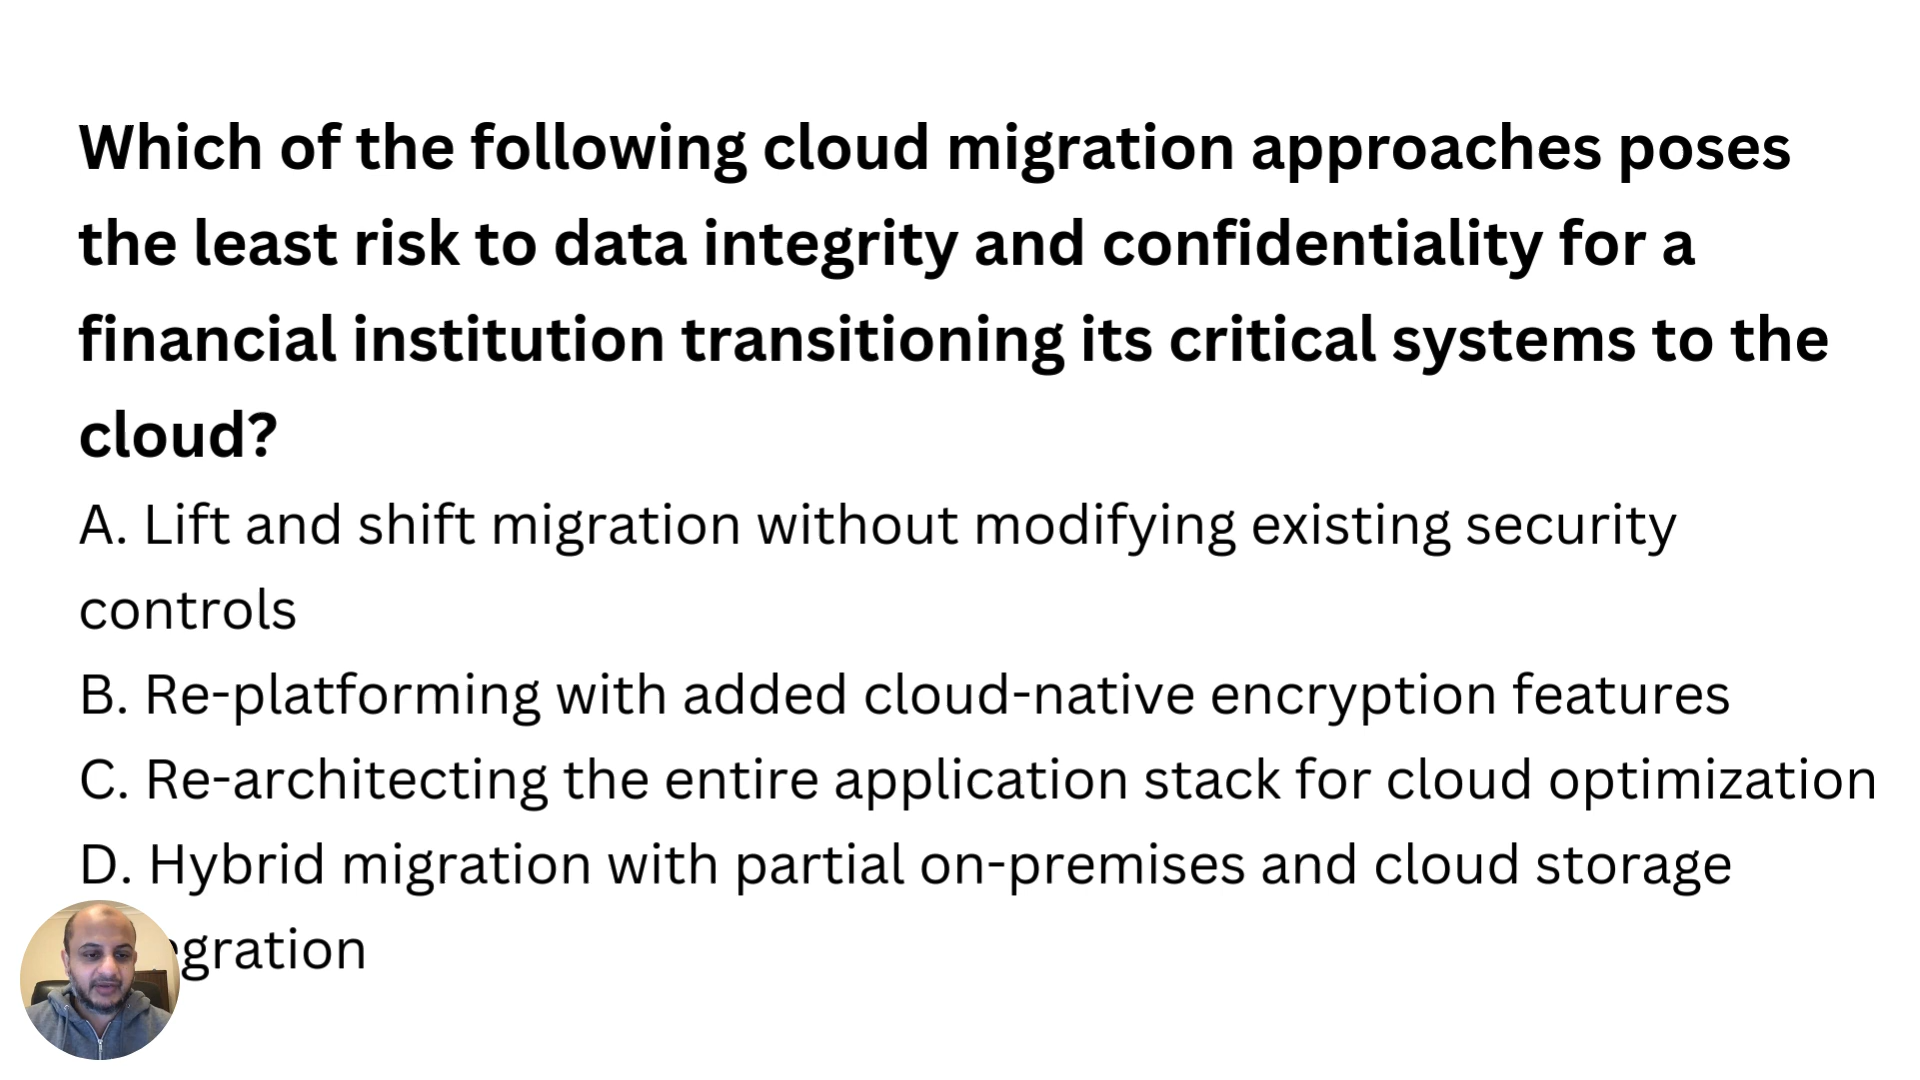 Which of the following cloud migration approaches poses
the least risk to data integrity and confidentiality for a
financial institution transitioning its critical systems to the
cloud?
A. Lift and shift migration without modifying existing security
controls
B. Re-platforming with added cloud-native encryption features
C. Re-architecting the entire application stack for cloud optimization
D. Hybrid migration with partial on-premises and cloud storage
egration